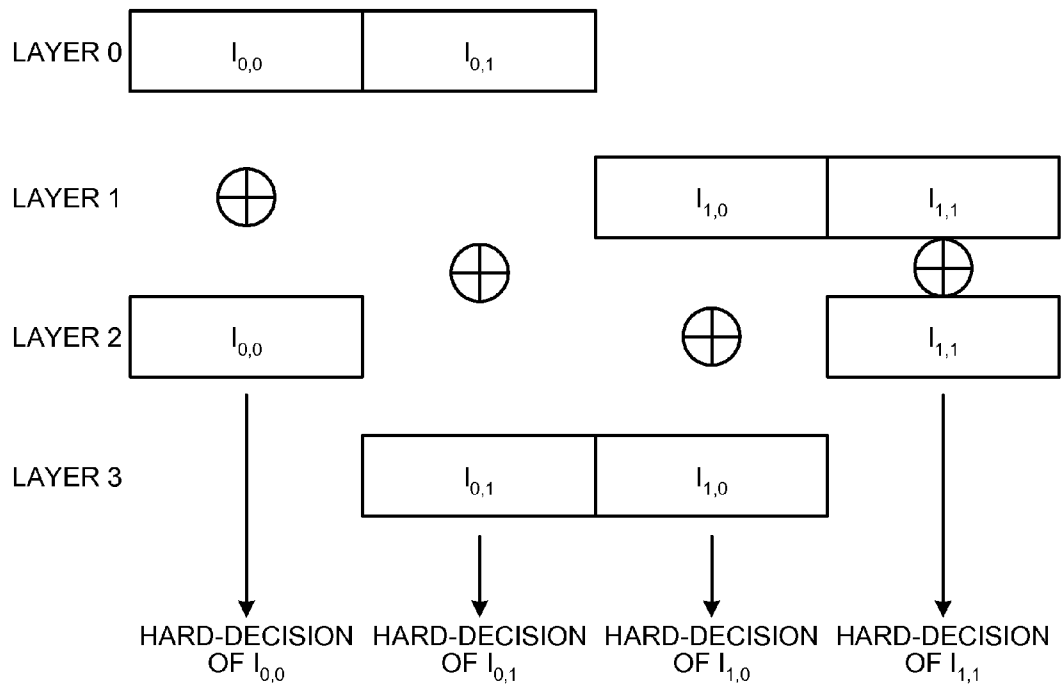 LAYER 0 I0,0 I0,1
LAYER 1 I1,0 I1,1
LAYER 2 I0,0 I1,1
LAYER 3 I0,1 I1,0
HARD-DECISION OF I0,0
HARD-DECISION OF I0,1
HARD-DECISION OF I1,0
HARD-DECISION OF I1,1